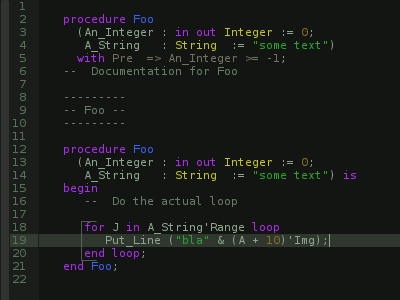 1
2 procedure Foo
3 (An_Integer : in out Integer := 0;
4 A_String : String := "some text")
5 with Pre => An_Integer >= -1;
6 -- Documentation for Foo
7
8 ---------
9 -- Foo --
10 ---------
11
12 procedure Foo
13 (An_Integer : in out Integer := 0;
14 A_String : String := "some text") is
15 begin
16 -- Do the actual loop
17
18 for J in A_String'Range loop
19 Put_Line ("bla" & (A + 10)'Img);
20 end loop;
21 end Foo;
22